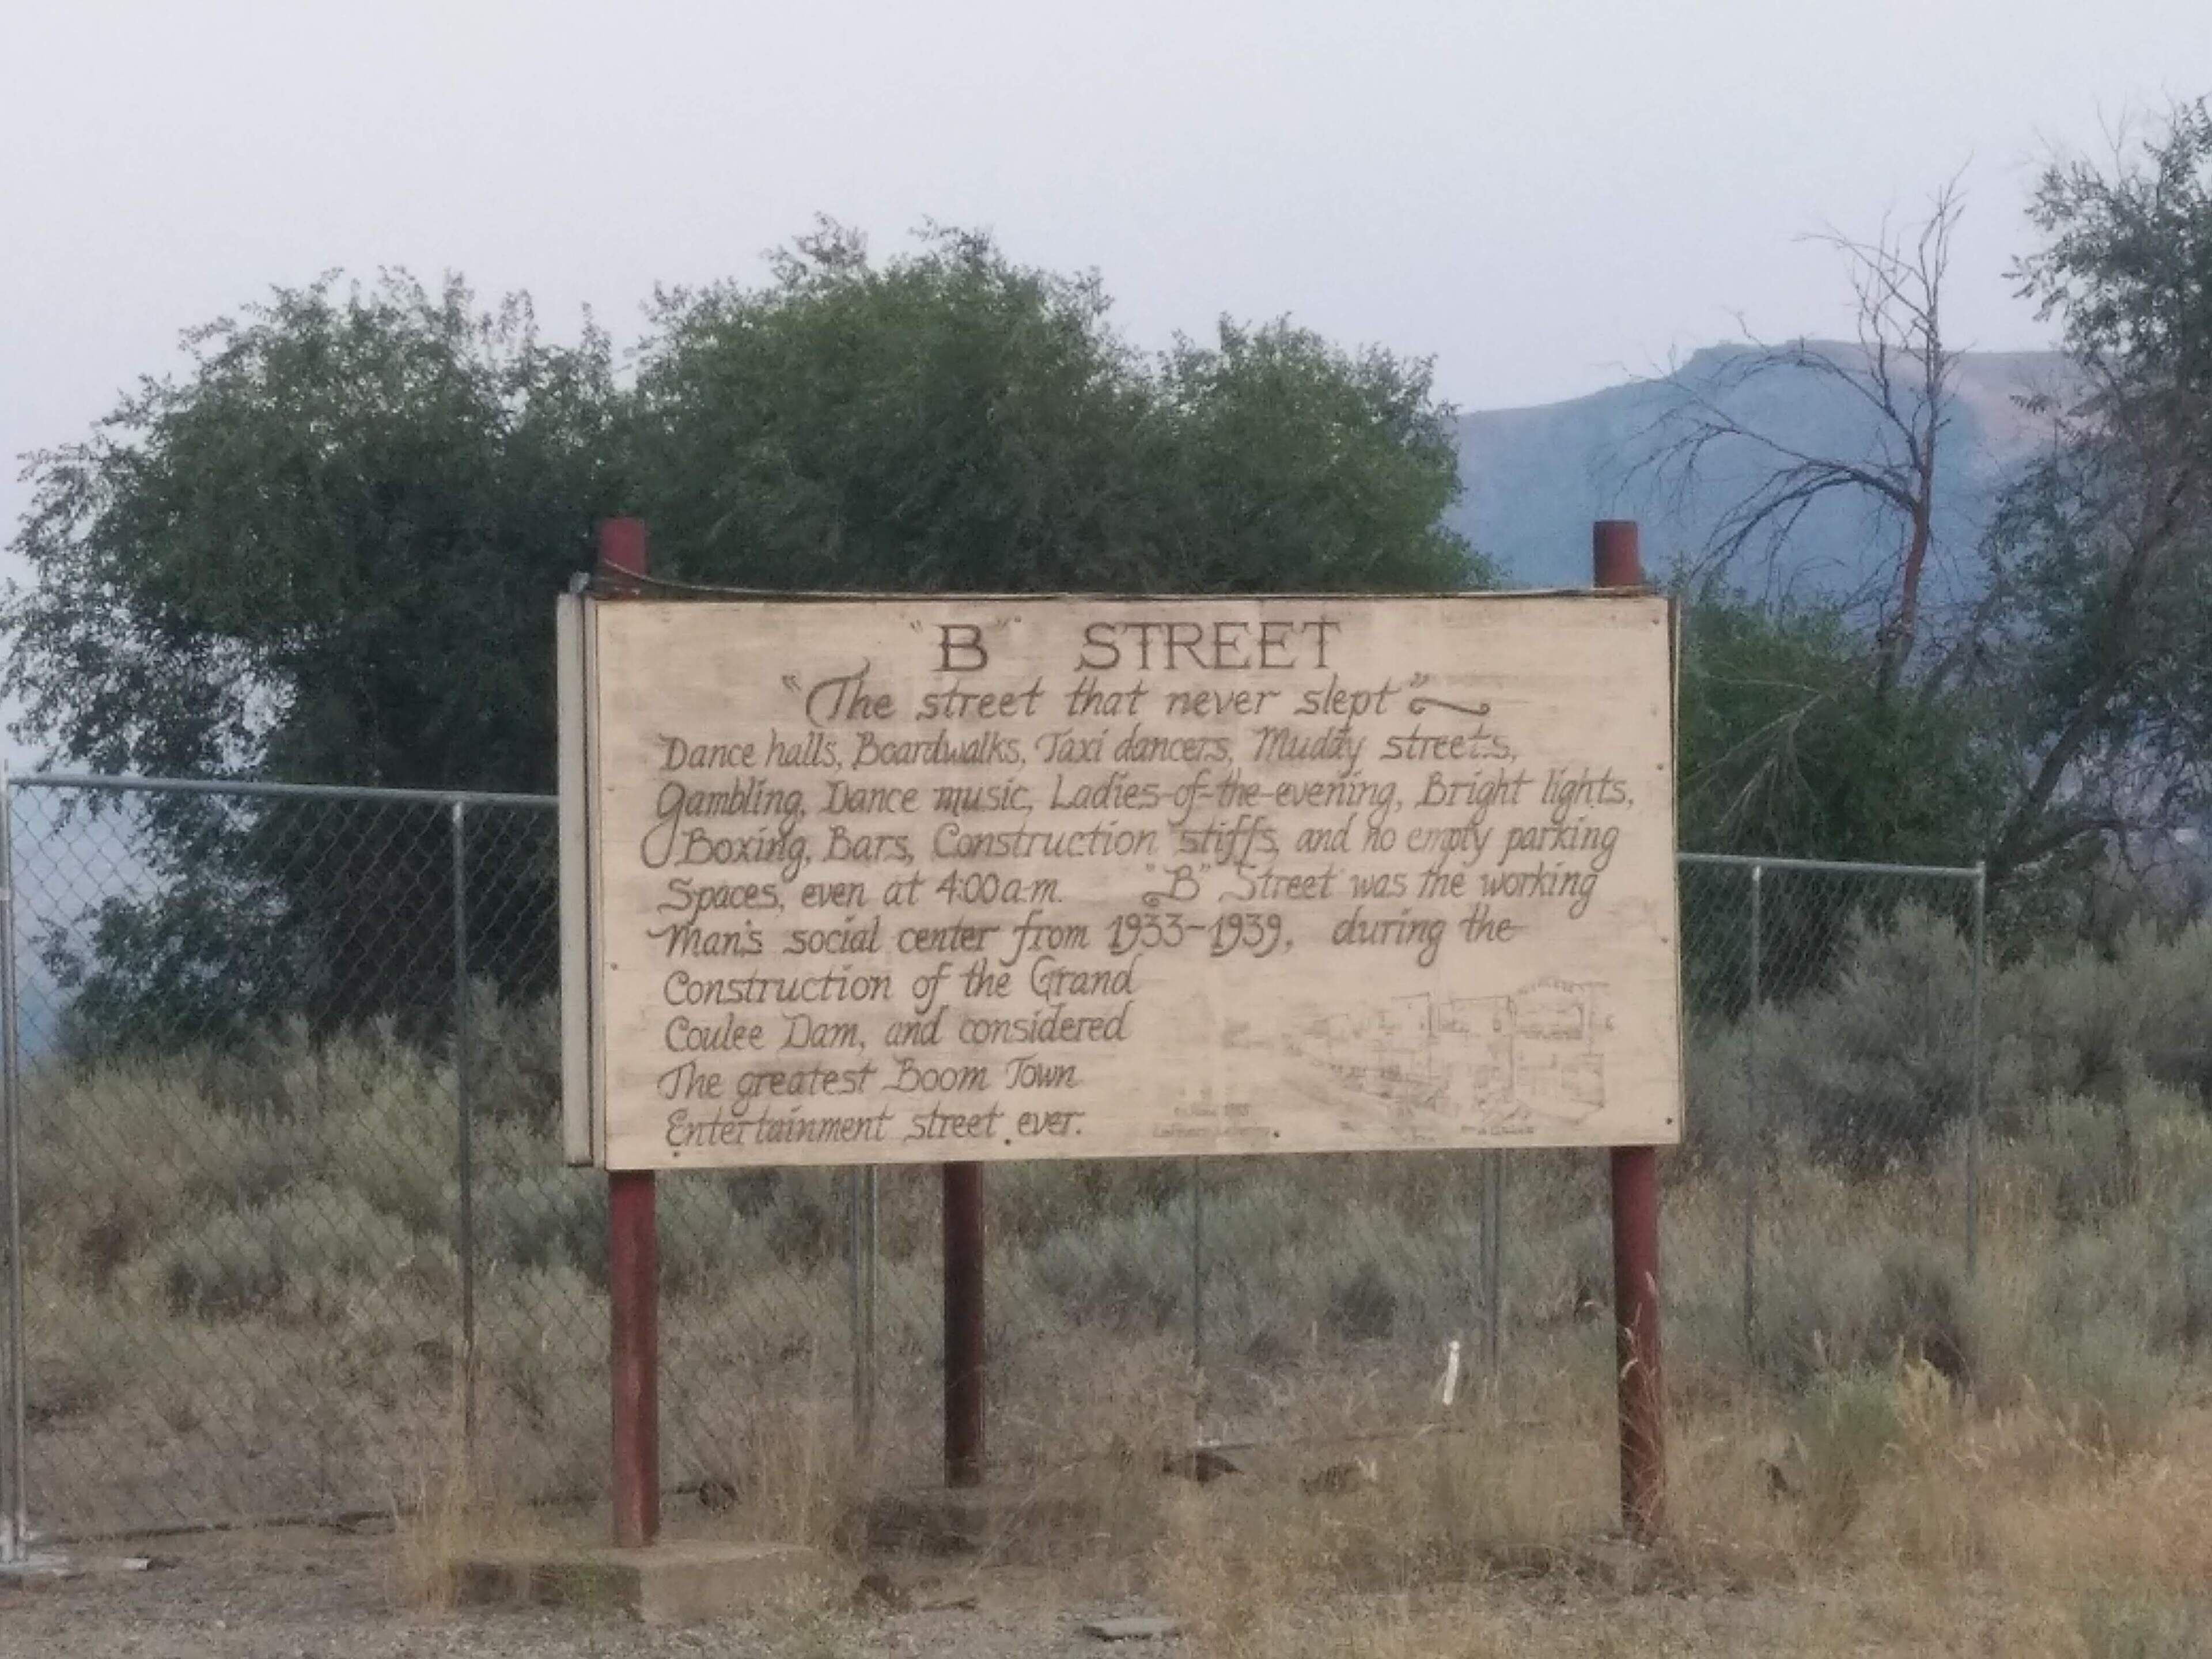 "B" STREET
"The street that never slept"
Dance halls, Boardwalks, Taxi dancers, Muddy streets,
Gambling, Dance music, Ladies-of-the-evening, Bright lights,
Boxing, Bars, Construction stiffs, and no empty parking
Spaces, even at 4:00 a.m. "B" Street was the working
Man's social center from 1933-1939, during the
Construction of the Grand
Coulee Dam, and considered
The greatest Boom Town
Entertainment street ever.